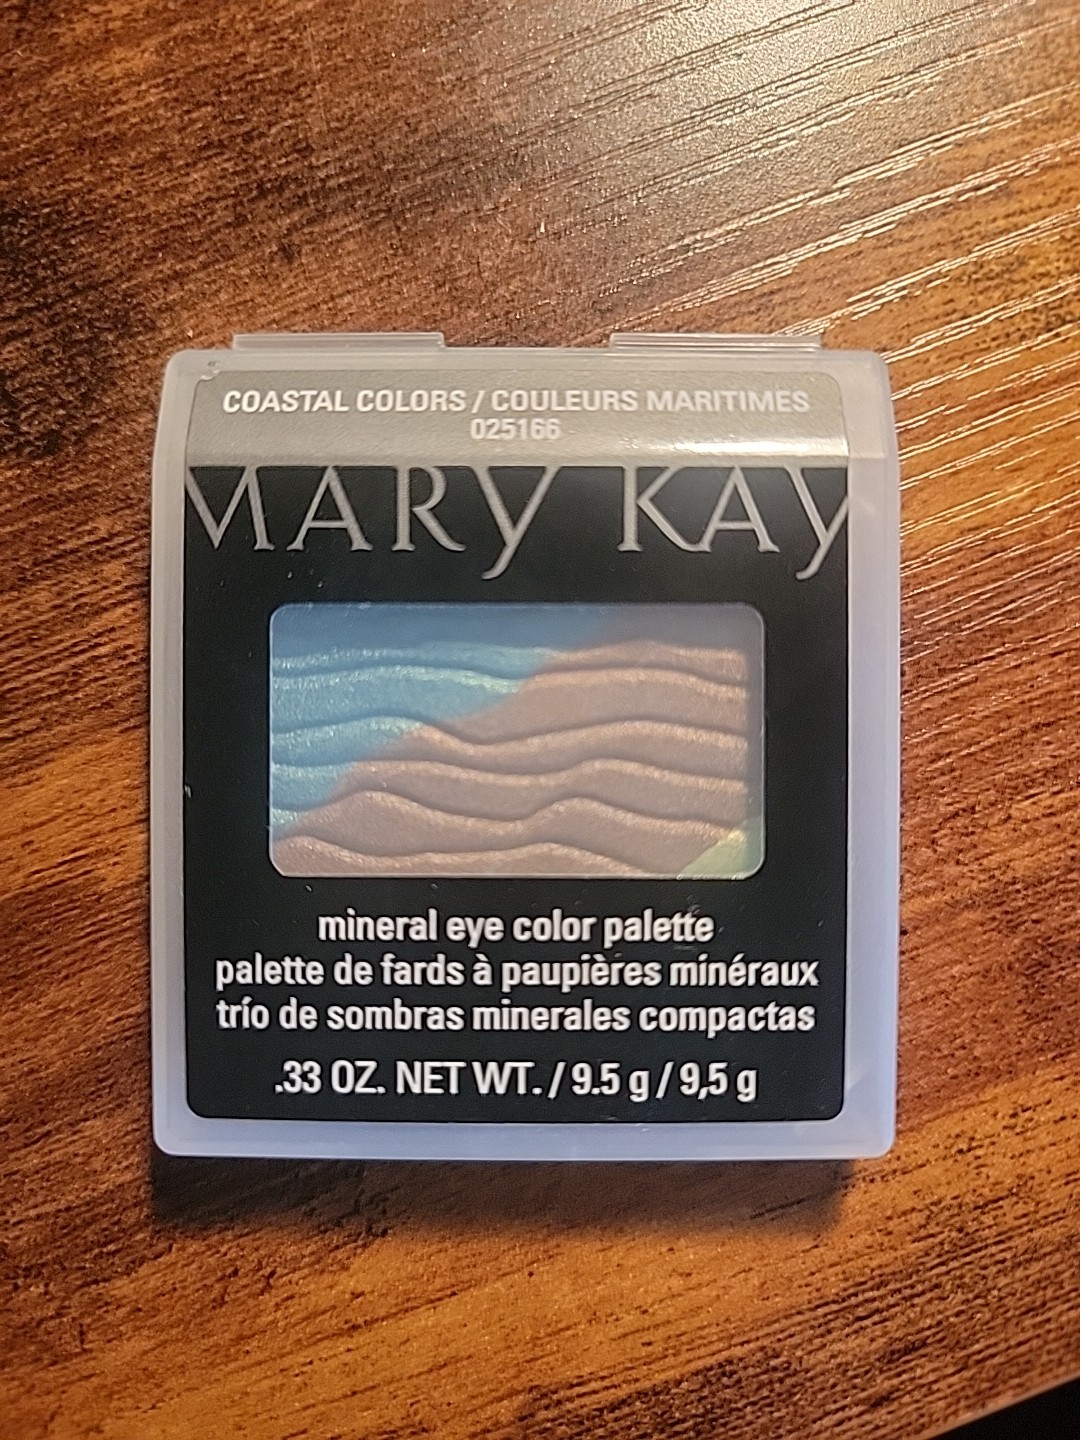 COASTAL COLORS / COULEURS MARITIMES
025166
MARY KAY
mineral eye color palette
palette de fards à paupières minéraux
trío de sombras minerales compactas
.33 OZ. NET WT. / 9.5 g / 9,5 g